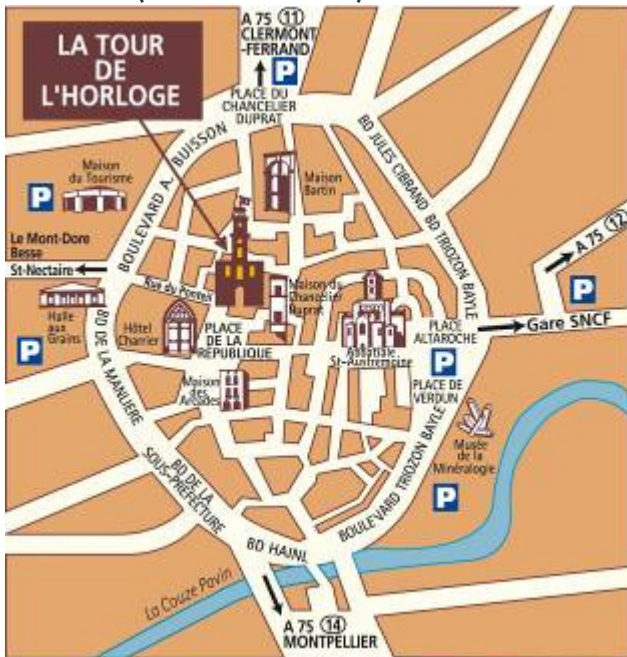 LA TOUR
DE
L'HORLOGE
A 75 11
CLERMONT
-FERRAND
P
PLACE DU
CHANCELIER
DUPRAT
BOULEVARD A. BUISSON
BD JULES CIBRAND
BD TRIOZON BAYLE
Maison
du Tourisme
P
Maison
Bartin
A 75 12
P
Le Mont-Dore
Besse
St-Nectaire
Rue du Ponteil
Maison du
Chancelier
Duprat
Halle
aux
Grains
P
Hôtel
Charrier
PLACE
DE LA
RÉPUBLIQUE
Abbatiale
St-Austremoine
PLACE
ALTAROCHE
Gare SNCF
P
PLACE DE
VERDUN
BD DE LA MANLIERE
Maison
des
Arcades
Musée
de la
Minéralogie
P
BOULEVARD TRIOZON BAYLE
BD DE LA
SOUS-PRÉFECTURE
BD HAINL
La Couze Pavin
A 75 14
MONTPELLIER